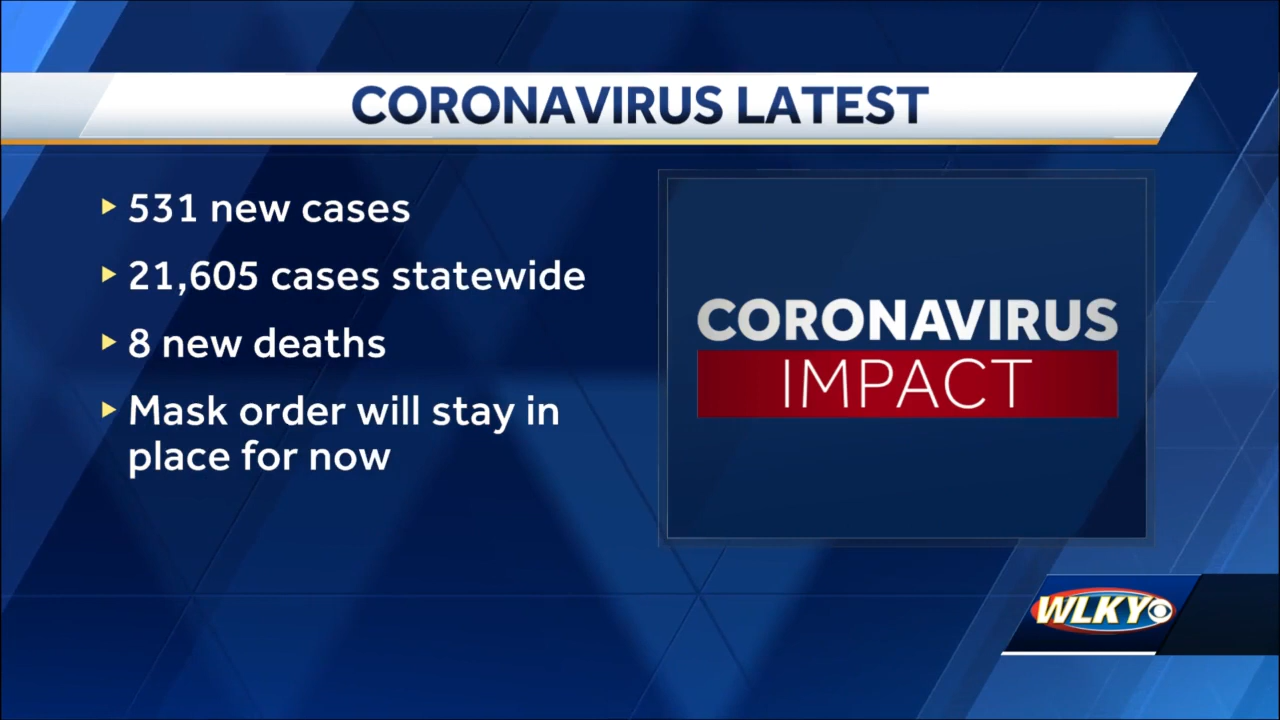 CORONAVIRUS LATEST
531 new cases
21,605 cases statewide
8 new deaths
Mask order will stay in
place for now
CORONAVIRUS
IMPACT
WLKY